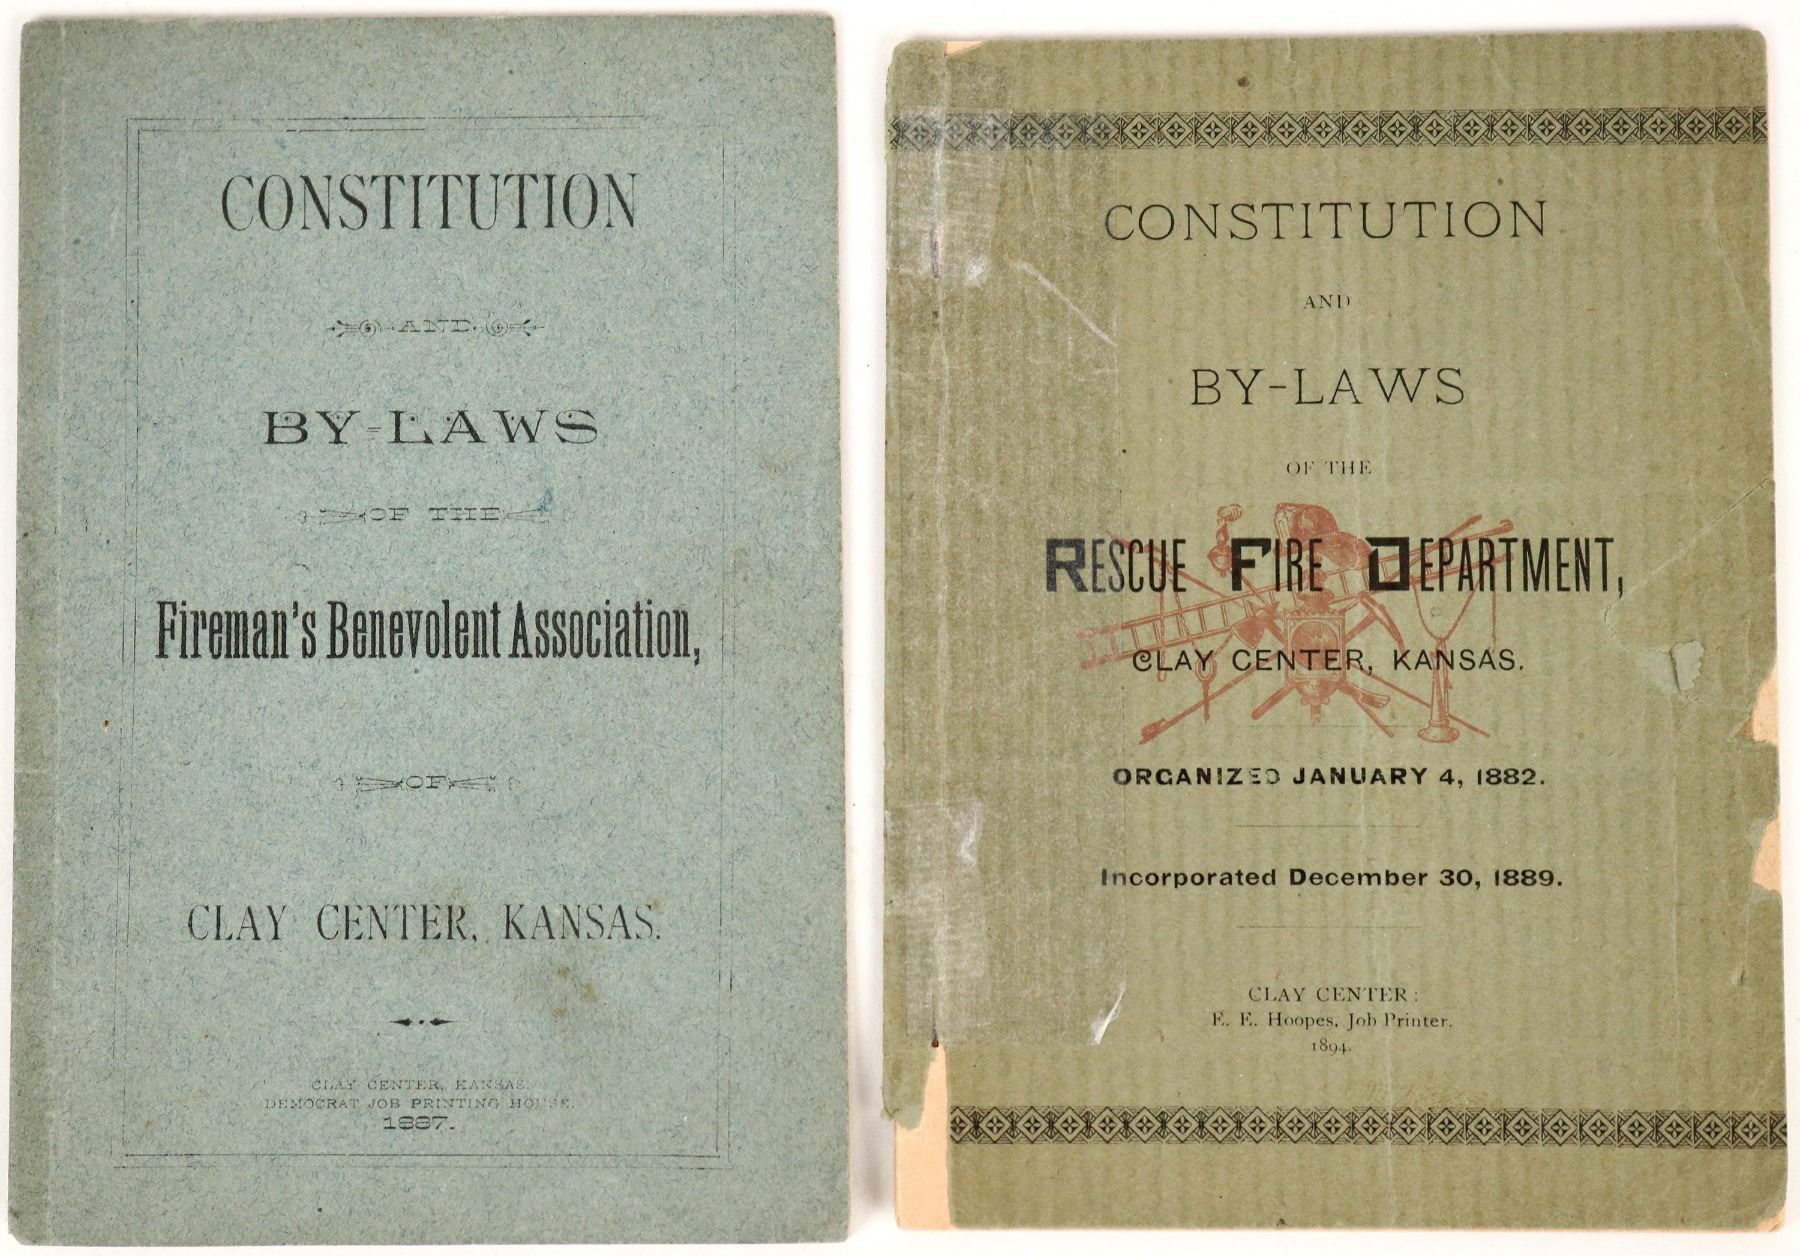 CONSTITUTION
AND
BY-LAWS
OF THE
Fireman's Benevolent Association,
OF
CLAY CENTER, KANSAS.
CLAY CENTER, KANSAS.
DEMOCRAT JOB PRINTING HOUSE.
1887.
CONSTITUTION
AND
BY-LAWS
OF THE
RESCUE FIRE DEPARTMENT,
CLAY CENTER, KANSAS.
ORGANIZED JANUARY 4, 1882.
Incorporated December 30, 1889.
CLAY CENTER:
E. E. Hoopes, Job Printer.
1894.